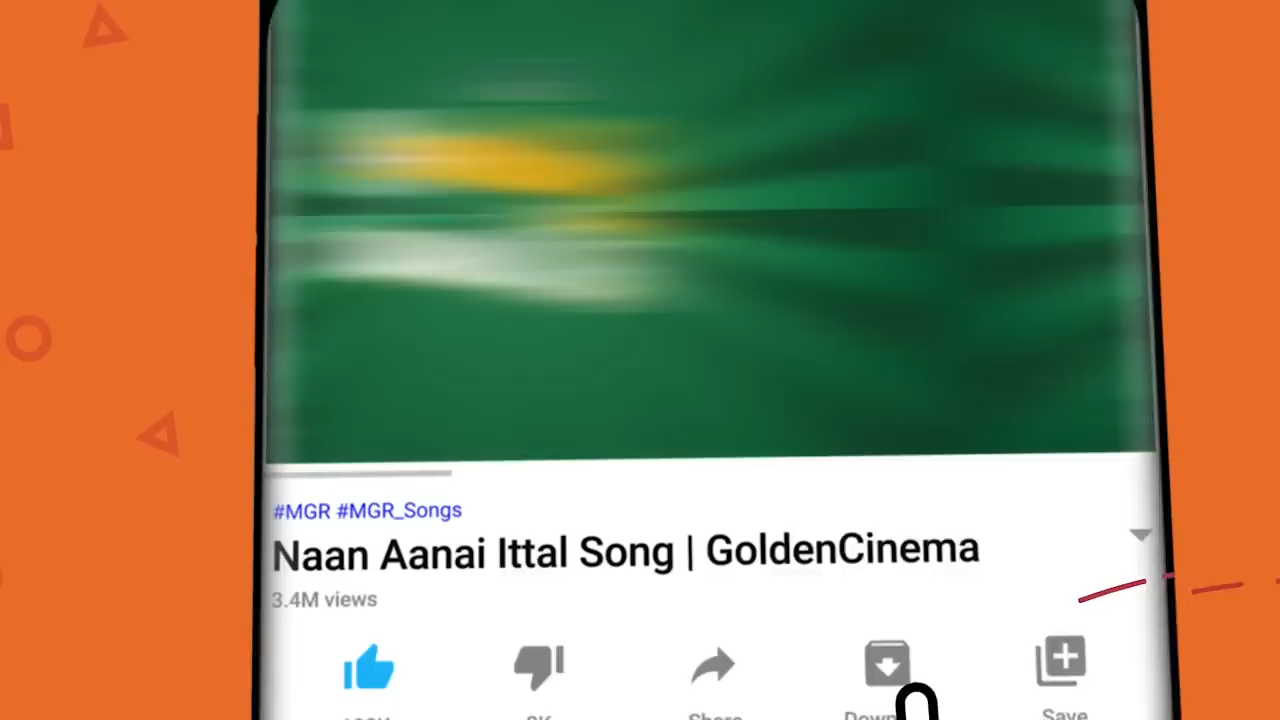 #MGR #MGR_Songs
Naan Aanai Ittal Song | GoldenCinema
3.4M views
Share
Save